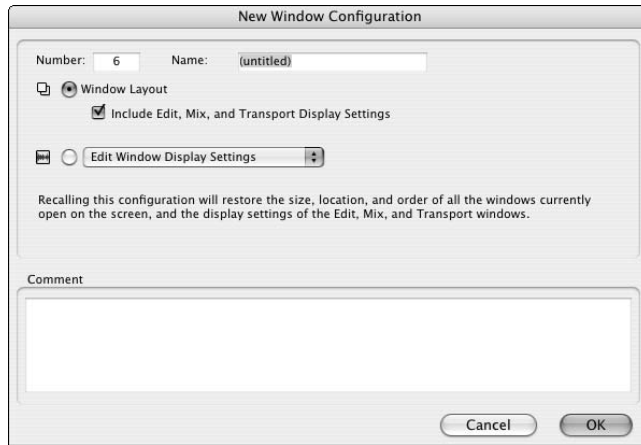 New Window Configuration
Number: 6 Name: (untitled)
Window Layout
Include Edit, Mix, and Transport Display Settings
Edit Window Display Settings
Recalling this configuration will restore the size, location, and order of all the windows currently
open on the screen, and the display settings of the Edit, Mix, and Transport windows.
Comment
Cancel OK